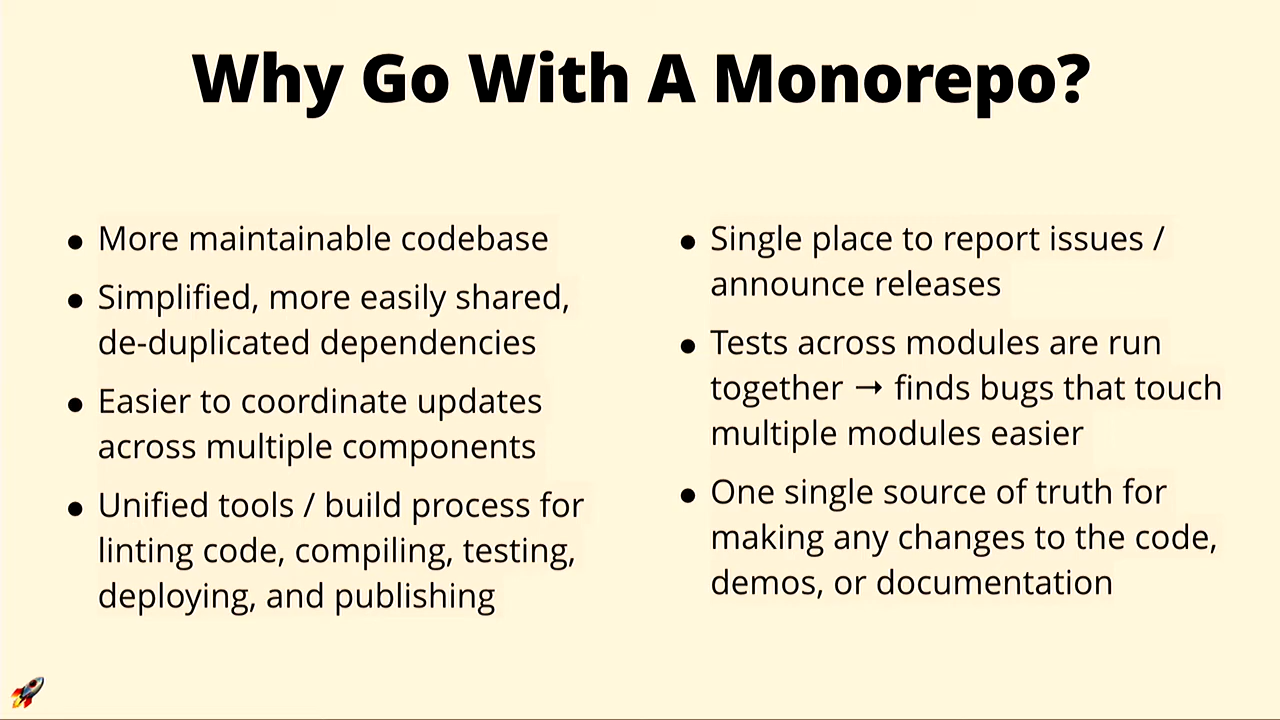 Why Go With A Monorepo?
● More maintainable codebase
● Simplified, more easily shared,
de-duplicated dependencies
● Easier to coordinate updates
across multiple components
● Unified tools / build process for
linting code, compiling, testing,
deploying, and publishing
● Single place to report issues /
announce releases
● Tests across modules are run
together → finds bugs that touch
multiple modules easier
● One single source of truth for
making any changes to the code,
demos, or documentation